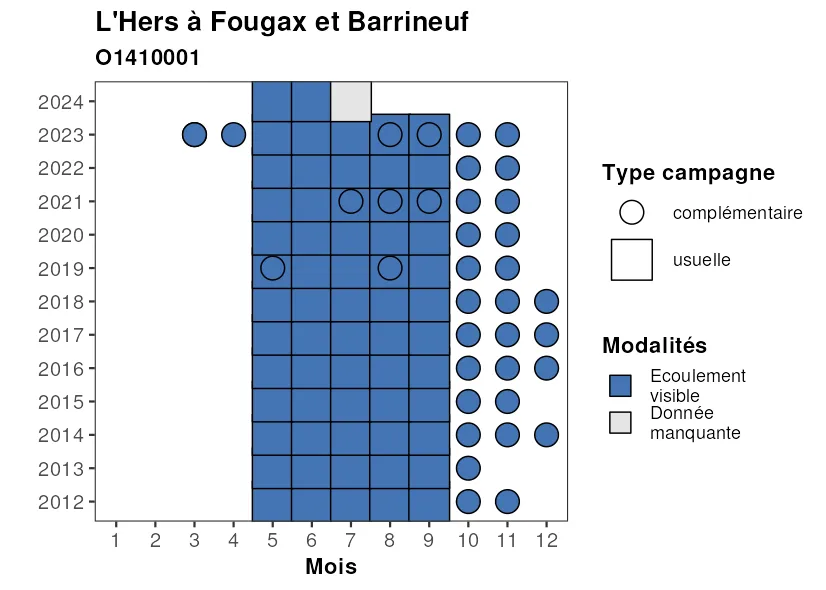 L'Hers à Fougax et Barrineuf
O1410001
2024
2023
2022
2021
2020
2019
2018
2017
2016
2015
2014
2013
2012
1 2 3 4 5 6 7 8 9 10 11 12
Mois
Type campagne
complémentaire
usuelle
Modalités
Ecoulement
visible
Donnée
manquante